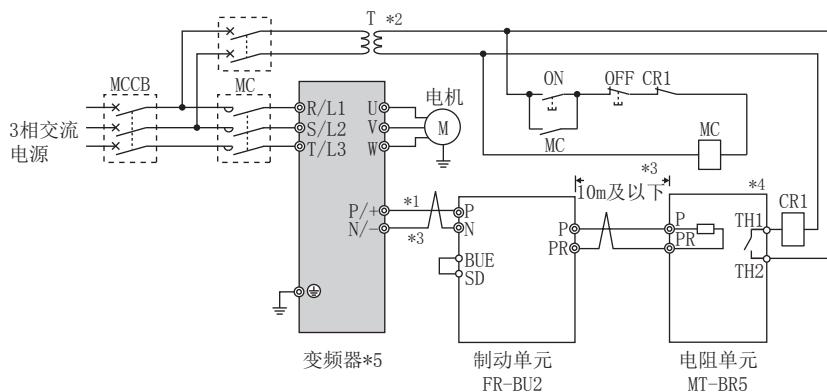 T *2
MCCB
MC
ON
OFF
CR1
MC
MC
3相交流
电源
R/L1
S/L2
T/L3
U
V
W
电机
M
*3
10m及以下
*4
P/+
N/−
*1
*3
P
N
BUE
SD
P
PR
P
PR
TH1
TH2
CR1
变频器*5
制动单元
FR-BU2
电阻单元
MT-BR5